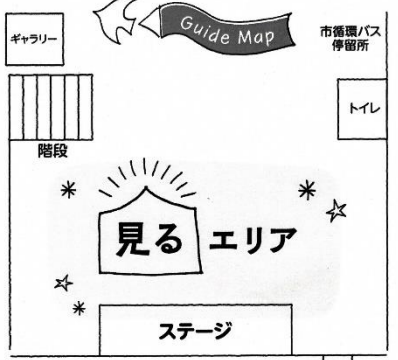 Guide Map
ギャラリー
市循環バス
停留所
トイレ
階段
見る エリア
ステージ